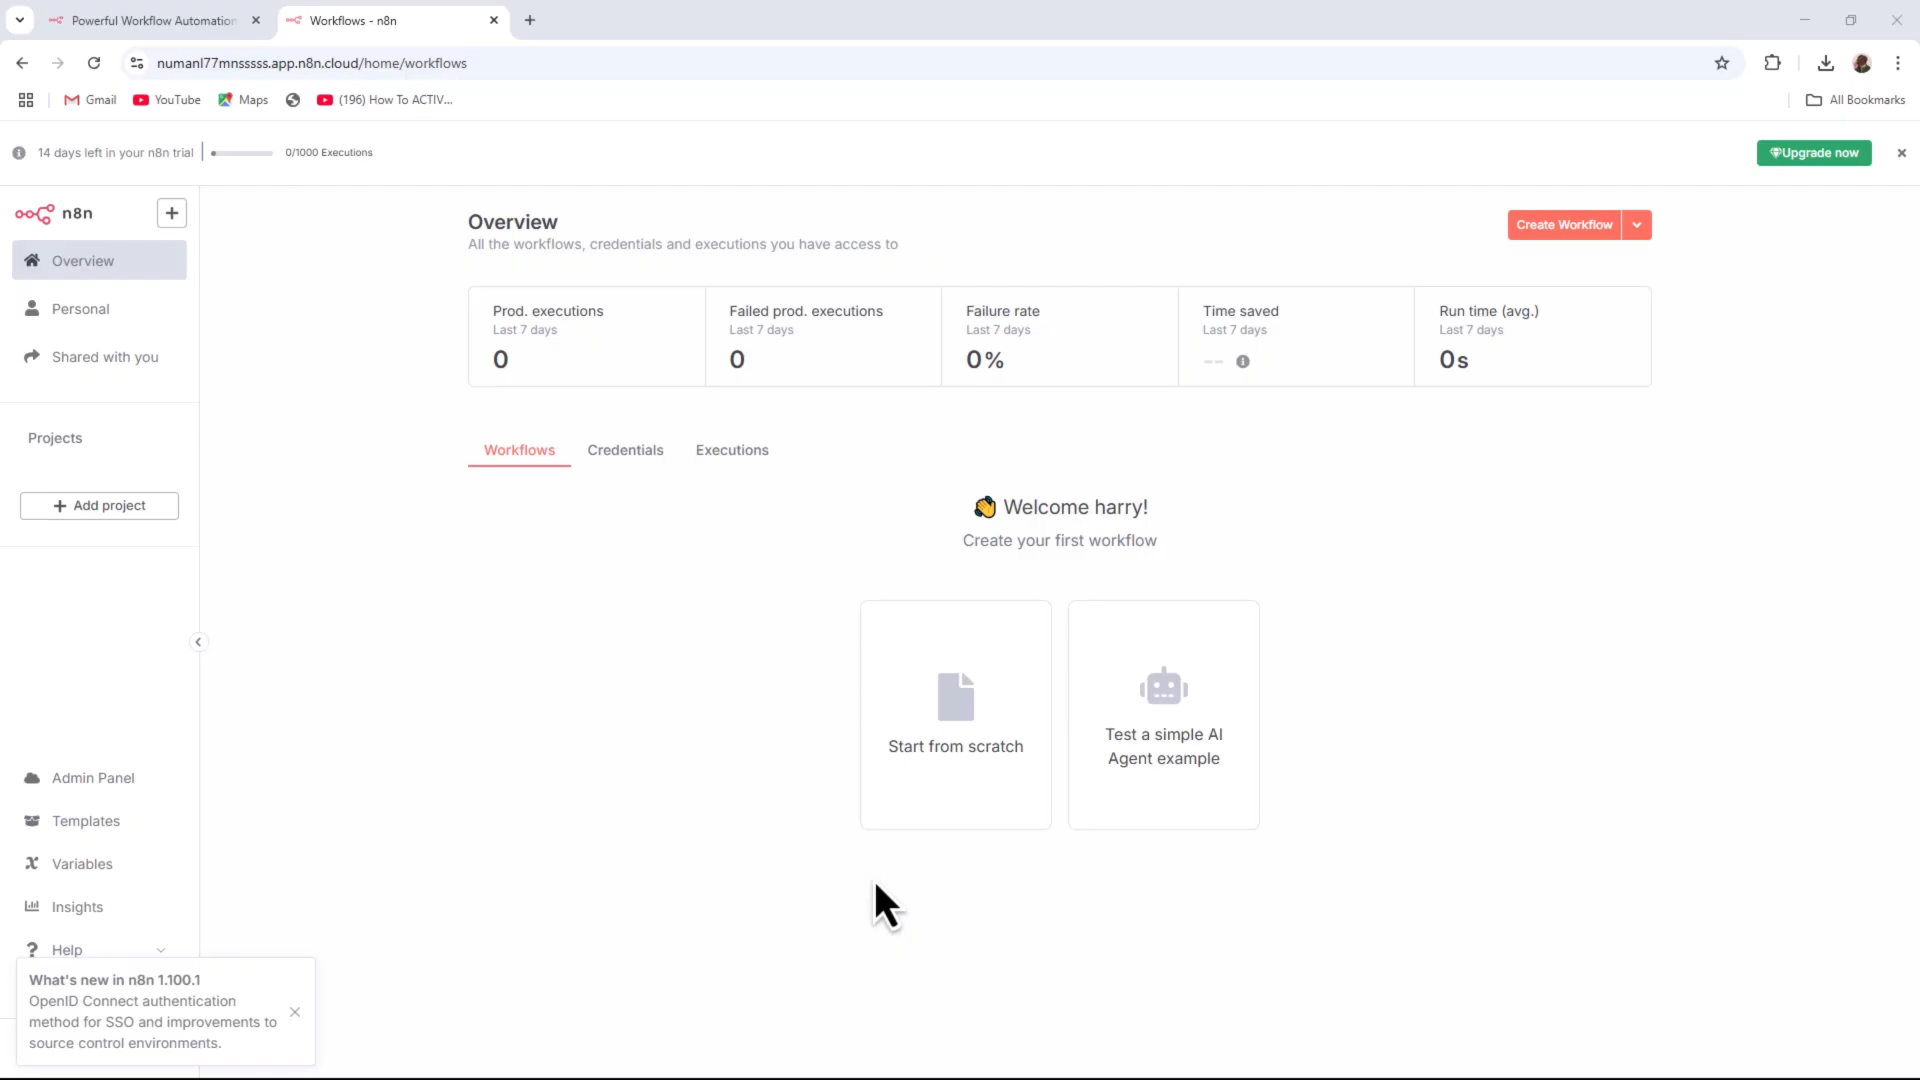 Powerful Workflow Automation
Workflows - n8n
numanl77mnsssss.app.n8n.cloud/home/workflows
Gmail
YouTube
Maps
(196) How To ACTIV...
All Bookmarks
14 days left in your n8n trial
0/1000 Executions
Upgrade now
n8n
Overview
Personal
Shared with you
Projects
Add project
Admin Panel
Templates
Variables
Insights
Help
What's new in n8n 1.100.1
OpenID Connect authentication
method for SSO and improvements to
source control environments.
Overview
All the workflows, credentials and executions you have access to
Create Workflow
Prod. executions
Last 7 days
0
Failed prod. executions
Last 7 days
0
Failure rate
Last 7 days
0%
Time saved
Last 7 days
--
Run time (avg.)
Last 7 days
0s
Workflows
Credentials
Executions
👋 Welcome harry!
Create your first workflow
Start from scratch
Test a simple AI
Agent example